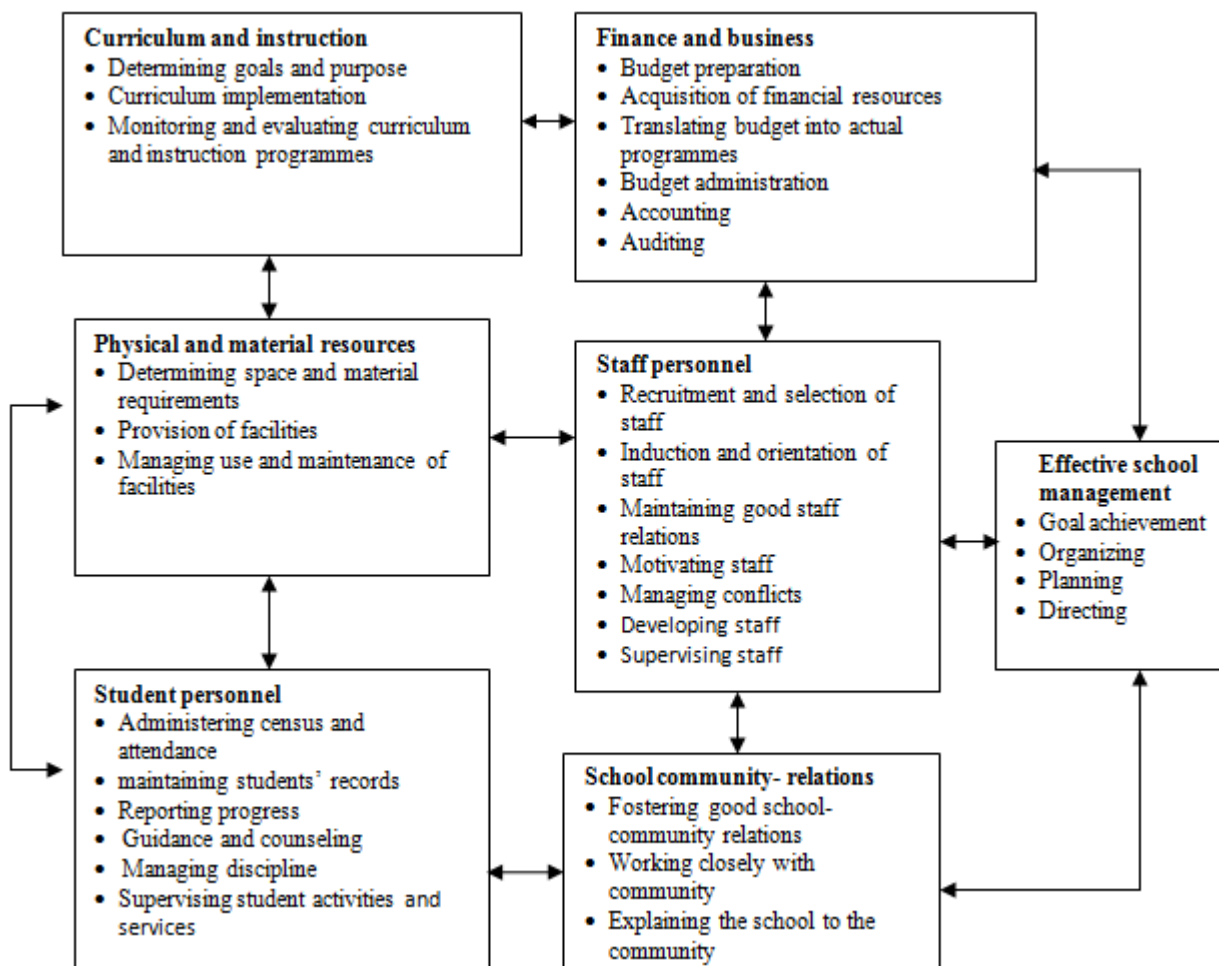 Curriculum and instruction
• Determining goals and purpose
• Curriculum implementation
• Monitoring and evaluating curriculum
and instruction programmes
Finance and business
• Budget preparation
• Acquisition of financial resources
• Translating budget into actual
programmes
• Budget administration
• Accounting
• Auditing
Physical and material resources
• Determining space and material
requirements
• Provision of facilities
• Managing use and maintenance of
facilities
Staff personnel
• Recruitment and selection of
staff
• Induction and orientation of
staff
• Maintaining good staff
relations
• Motivating staff
• Managing conflicts
• Developing staff
• Supervising staff
Effective school
management
• Goal achievement
• Organizing
• Planning
• Directing
Student personnel
• Administering census and
attendance
• maintaining students’ records
• Reporting progress
• Guidance and counseling
• Managing discipline
• Supervising student activities and
services
School community- relations
• Fostering good school-
community relations
• Working closely with
community
• Explaining the school to the
community